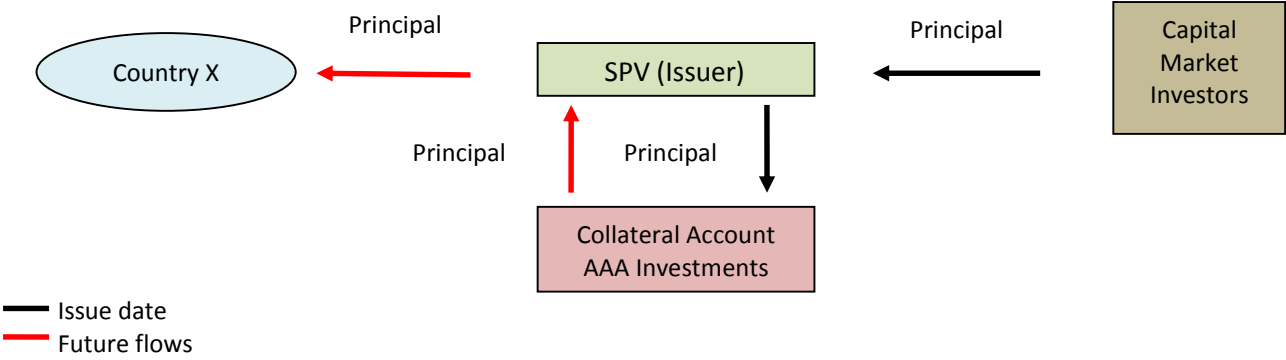 Principal
Principal
Country X
SPV (Issuer)
Capital
Market
Investors
Principal
Principal
Collateral Account
AAA Investments
Issue date
Future flows